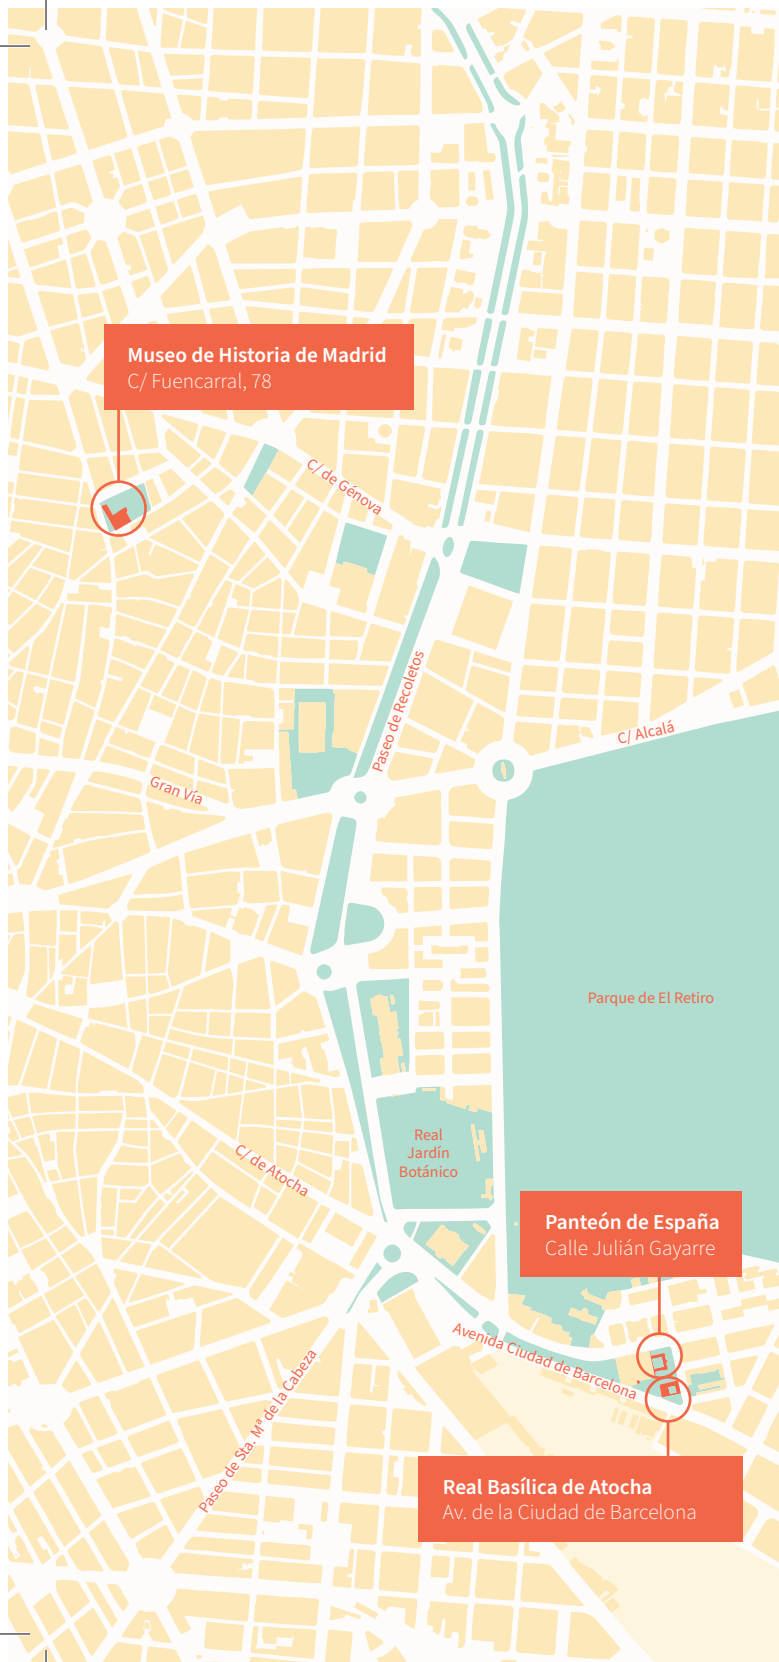 Museo de Historia de Madrid
C/ Fuencarral, 78
C/ de Génova
Paseo de Recoletos
C/ Alcalá
Gran Vía
Parque de El Retiro
Real
Jardín
Botánico
C/ de Atocha
Panteón de España
Calle Julián Gayarre
Avenida Ciudad de Barcelona
Paseo de Sta. Mª de la Cabeza
Real Basílica de Atocha
Av. de la Ciudad de Barcelona